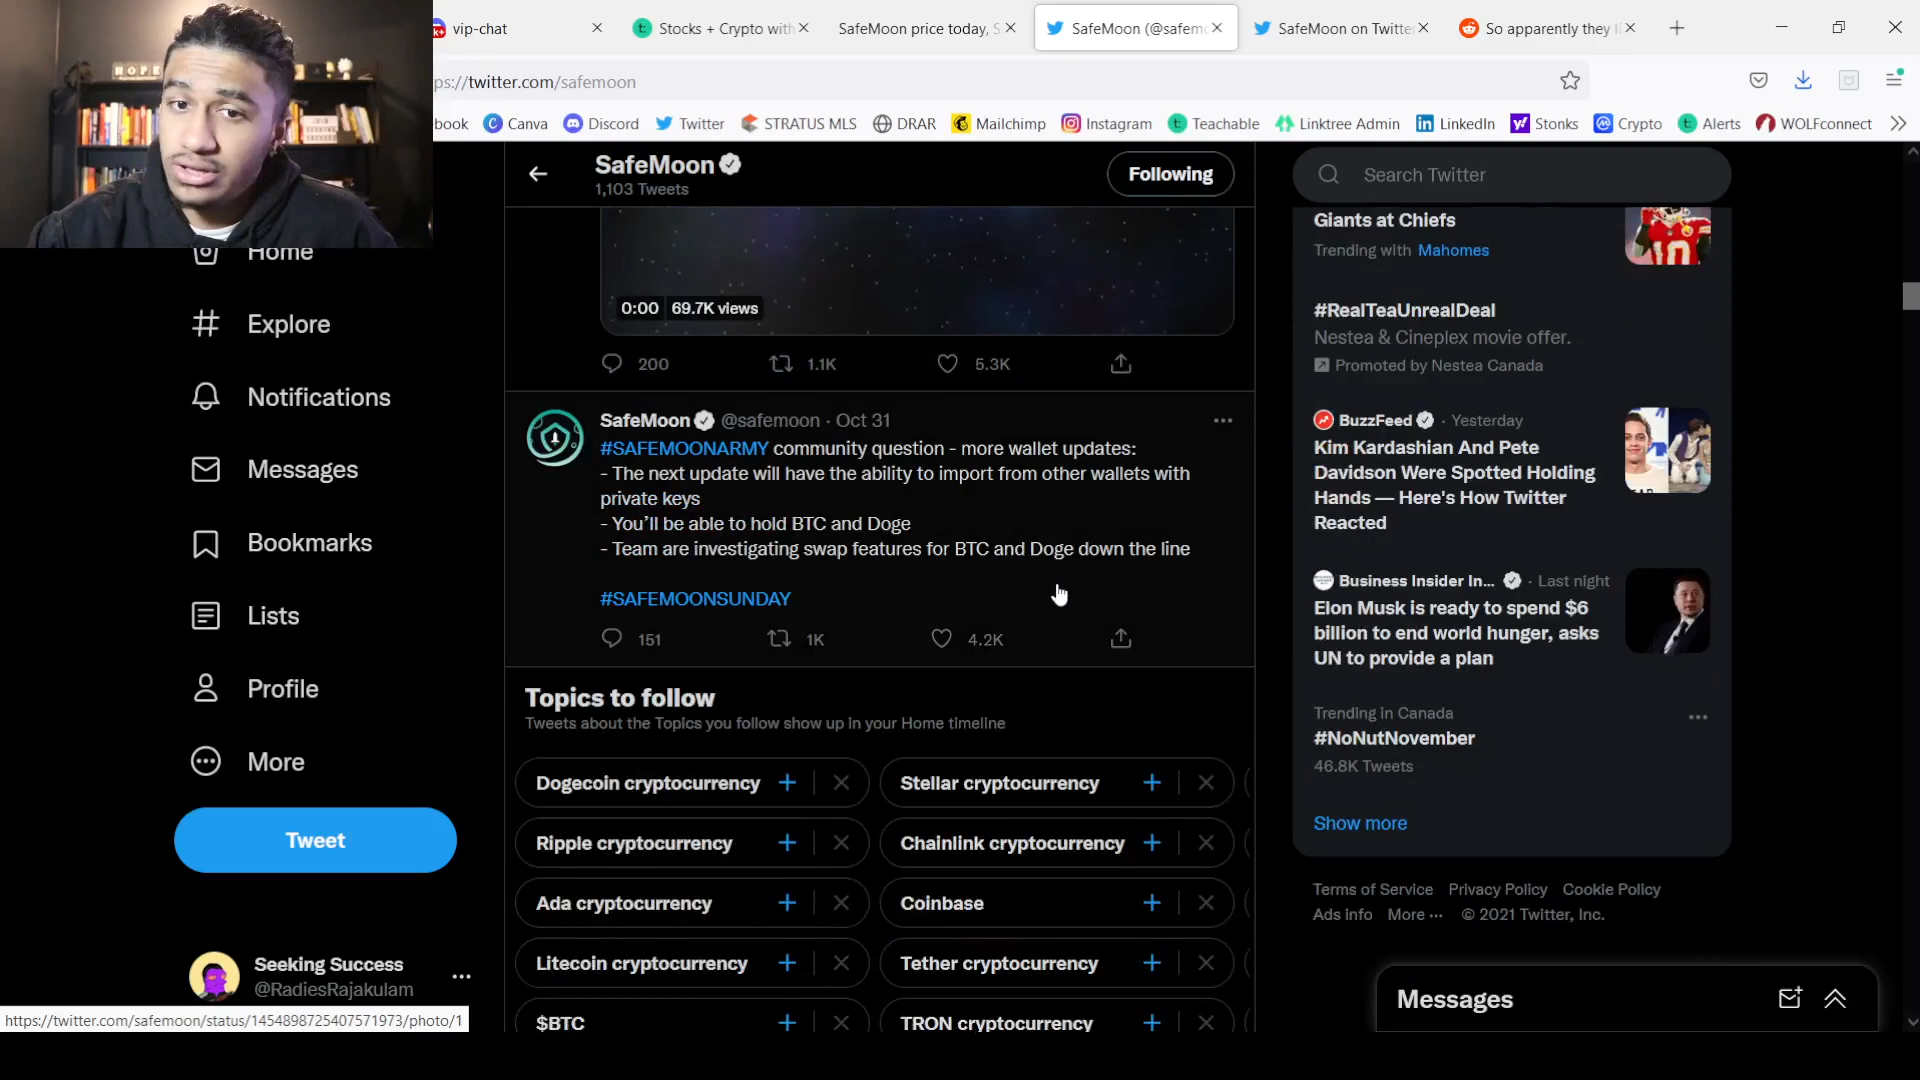 vip-chat
Stocks + Crypto with
SafeMoon price today, S
SafeMoon (@safemo
SafeMoon on Twitte
So apparently they li
ps://twitter.com/safemoon
book
Canva
Discord
Twitter
STRATUS MLS
DRAR
Mailchimp
Instagram
Teachable
Linktree Admin
LinkedIn
Stonks
Crypto
Alerts
WOLFconnect
HOPE
Home
Explore
Notifications
Messages
Bookmarks
Lists
Profile
More
Tweet
Seeking Success
@RadiesRajakulam
https://twitter.com/safemoon/status/1454898725407571973/photo/1
SafeMoon
1,103 Tweets
Following
0:00 69.7K views
200 1.1K 5.3K
SafeMoon @safemoon · Oct 31
#SAFEMOONARMY community question - more wallet updates:
- The next update will have the ability to import from other wallets with
private keys
- You'll be able to hold BTC and Doge
- Team are investigating swap features for BTC and Doge down the line
#SAFEMOONSUNDAY
151 1K 4.2K
Topics to follow
Tweets about the Topics you follow show up in your Home timeline
Dogecoin cryptocurrency
Stellar cryptocurrency
Ripple cryptocurrency
Chainlink cryptocurrency
Ada cryptocurrency
Coinbase
Litecoin cryptocurrency
Tether cryptocurrency
$BTC
TRON cryptocurrency
Search Twitter
Giants at Chiefs
Trending with Mahomes
#RealTeaUnrealDeal
Nestea & Cineplex movie offer.
Promoted by Nestea Canada
BuzzFeed · Yesterday
Kim Kardashian And Pete
Davidson Were Spotted Holding
Hands — Here's How Twitter
Reacted
Business Insider In... · Last night
Elon Musk is ready to spend $6
billion to end world hunger, asks
UN to provide a plan
Trending in Canada
#NoNutNovember
46.8K Tweets
Show more
Terms of Service Privacy Policy Cookie Policy
Ads info More ··· © 2021 Twitter, Inc.
Messages